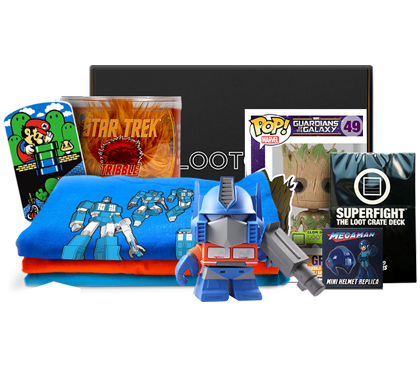 LOOT
STAR TREK
TRIBBLE
POP!
MARVEL
GUARDIANS
OF THE GALAXY
49
SUPERFIGHT
THE LOOT CRATE DECK
MEGAMAN
MINI HELMET REPLICA